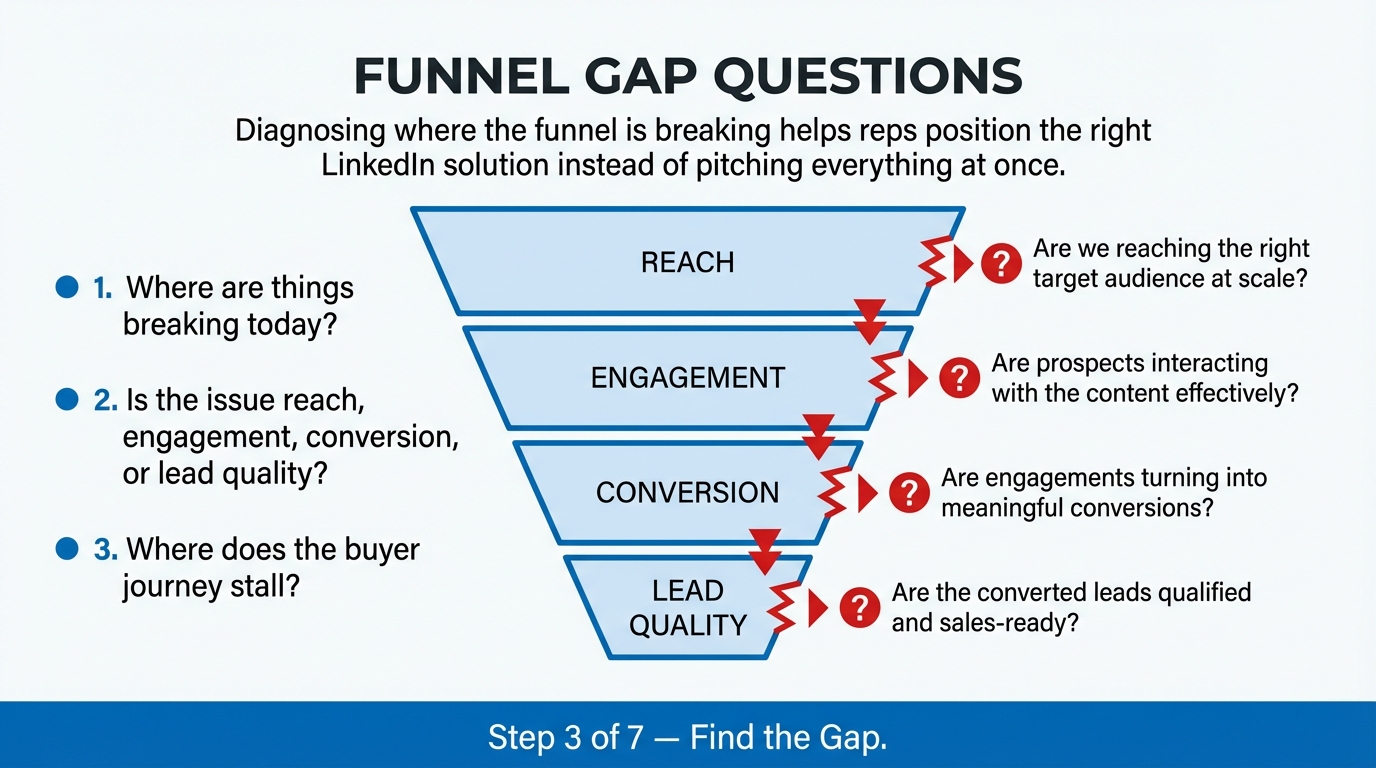 FUNNEL GAP QUESTIONS
Diagnosing where the funnel is breaking helps reps position the right
LinkedIn solution instead of pitching everything at once.
1. Where are things
breaking today?
2. Is the issue reach,
engagement, conversion,
or lead quality?
3. Where does the buyer
journey stall?
REACH
? Are we reaching the right
target audience at scale?
ENGAGEMENT
? Are prospects interacting
with the content effectively?
CONVERSION
? Are engagements turning into
meaningful conversions?
LEAD
QUALITY
? Are the converted leads qualified
and sales-ready?
Step 3 of 7 — Find the Gap.